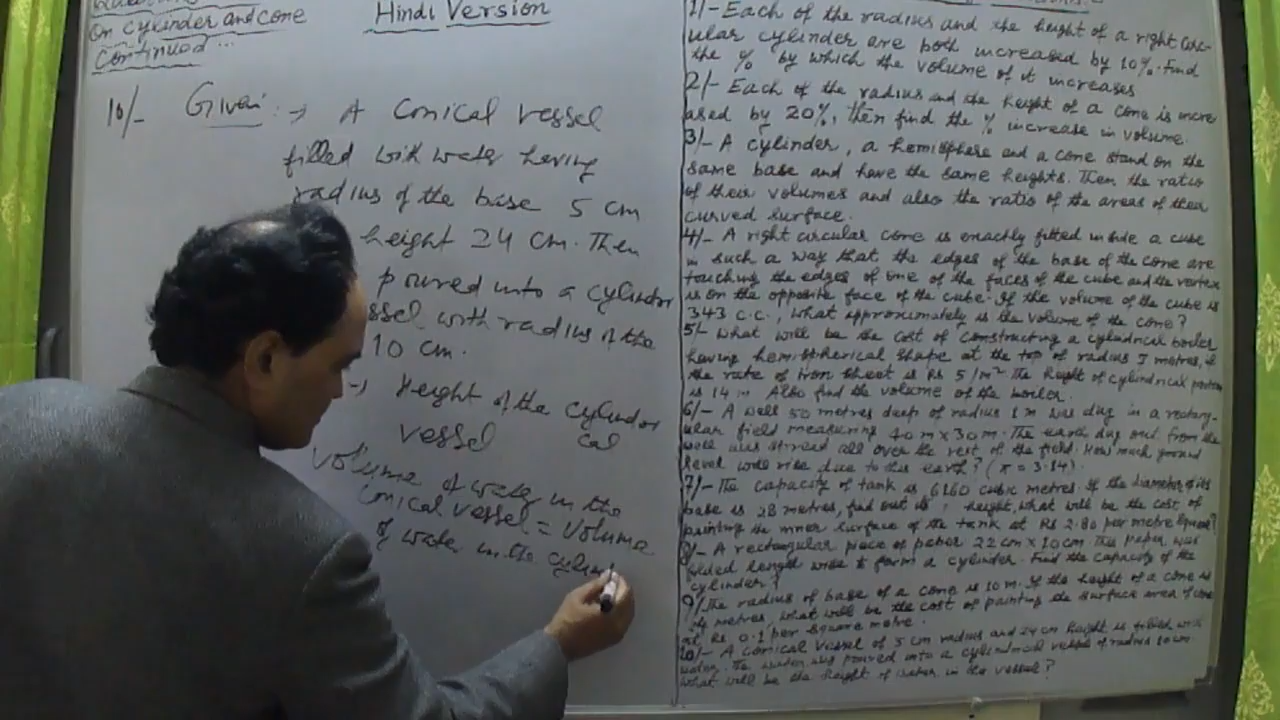 On cylinder and cone
continued...
Hindi Version
10/- Given: → A Conical vessel
filled with water having
radius of the base 5 cm
height 24 cm. Then
poured into a cylinder
ssel with radius of the
10 cm.
→ Height of the cylindor
vessel cal
Volume of water in the
conical vessel = Volume
of water in the cylin
1/- Each of the radius and the height of a right circ-
ular cylinder are both increased by 10%. Find
the % by which the volume of it increases
2/- Each of the radius and the height of a cone is incre
ased by 20%, then find the % increase in volume.
3/- A cylinder, a hemisphere and a cone stand on the
same base and have the same heights. Then the ratio
of their volumes and also the ratio of the areas of their
curved surface.
4/- A right circular cone is exactly fitted inside a cube
in such a way that the edges of the base of the cone are
touching the edges of one of the faces of the cube and the vertex
is on the opposite face of the cube. If the volume of the cube is
343 c.c., what approximately is the volume of the cone?
5/- What will be the cost of constructing a cylindrical boiler
having hemispherical shape at the top of radius 7 metres, if
the rate of iron sheet is Rs 5/m² The height of cylindrical portion
is 14 m Also find the volume of the boiler.
6/- A well 50 metres deep of radius 1 m was dug in a rectang-
ular field measuring 40 m x 30 m. The earth dug out from the
well was spread all over the rest of the field. How much ground
level will rise due to this earth? (π = 3.14).
7/- The capacity of tank is 6160 cubic metres. If the diameter of its
base is 28 metres, find out its height, what will be the cost of
painting the inner surface of the tank at Rs 2.80 per metre square?
8/- A rectangular piece of paper 22 cm x 10 cm The paper was
folded length wise to form a cylinder. Find the capacity of the
cylinder?
9/- The radius of base of a cone is 10 m. If the height of a cone is
metres, what will be the cost of painting the surface area of cone
at Rs 0.1 per square metre.
10/- A conical vessel of 5 cm radius and 24 cm height is filled with
water. The water was poured into a cylindrical vessel of radius 10 cm.
What will be the height of water in the vessel?